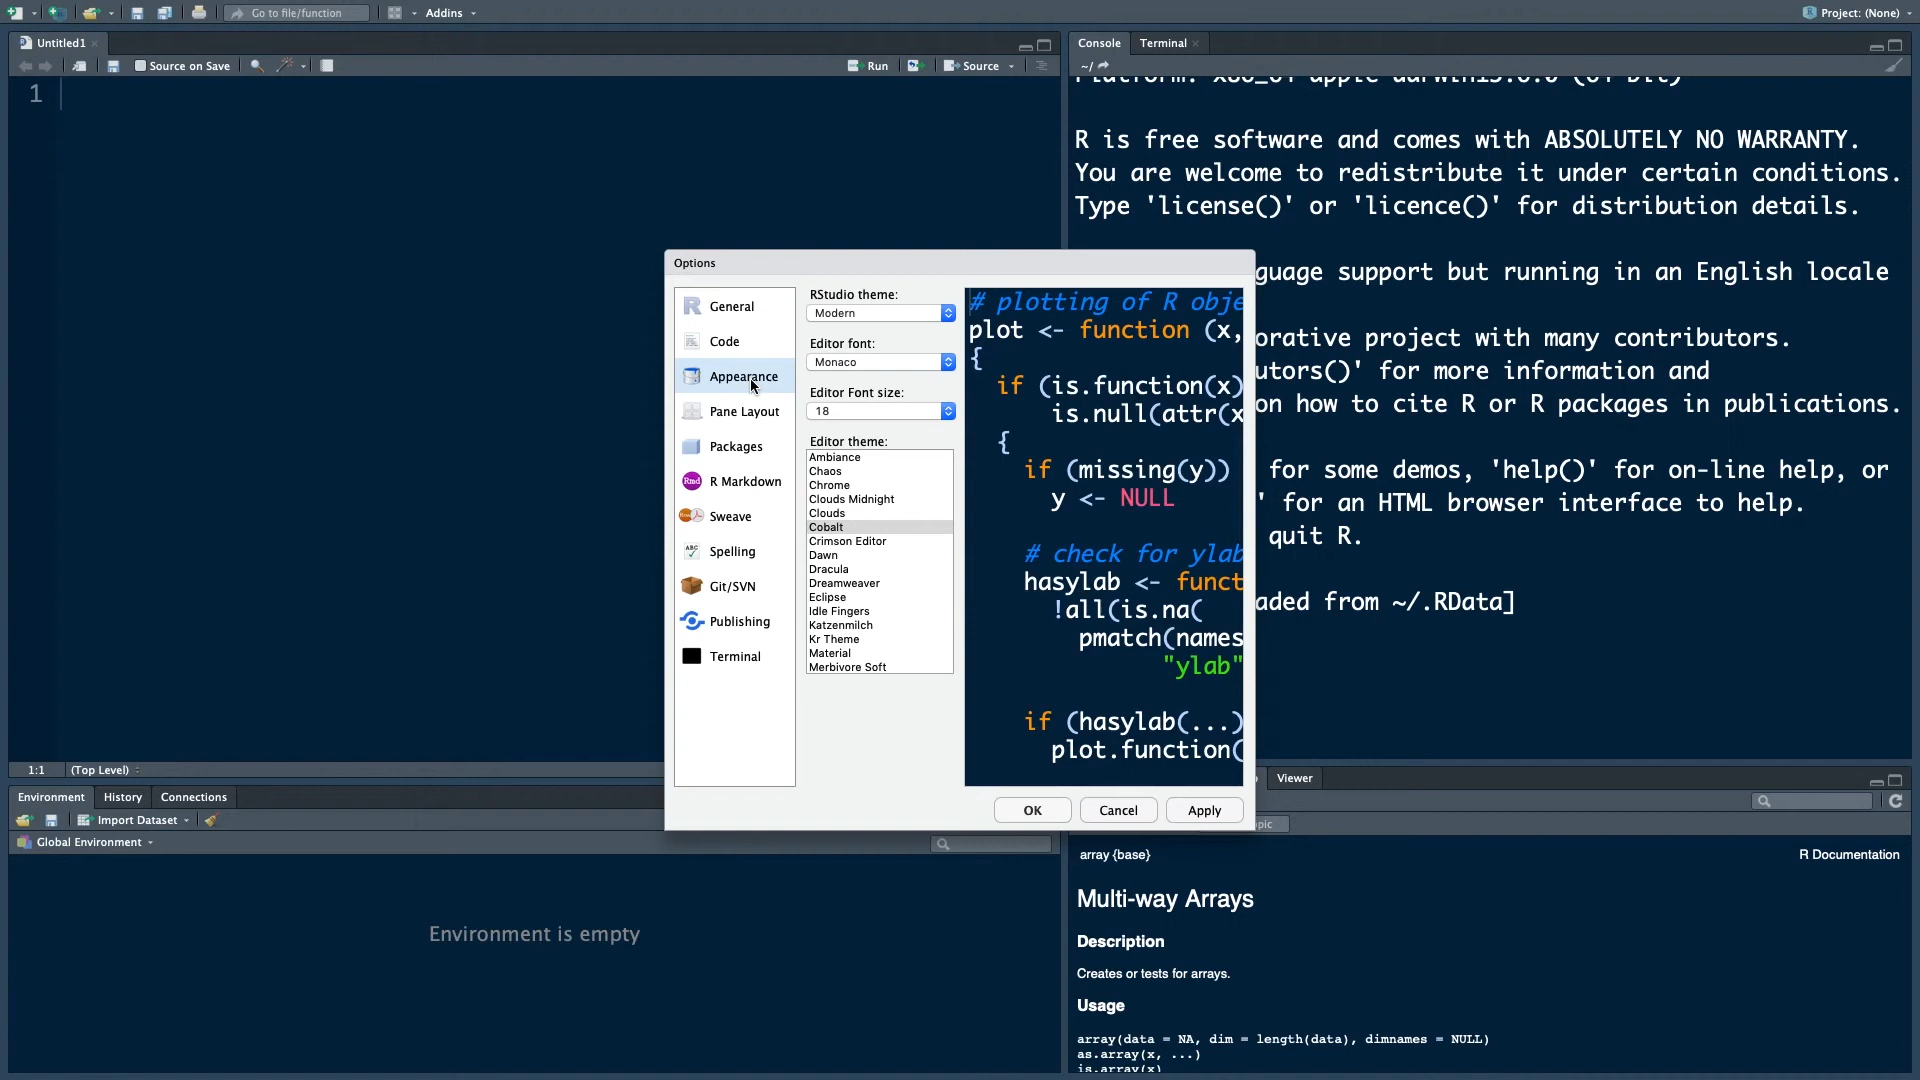 Go to file/function
Addins
Project: (None)
Untitled1
Source on Save
Run
Source
1
1:1
(Top Level)
Console
Terminal
~/
R is free software and comes with ABSOLUTELY NO WARRANTY.
You are welcome to redistribute it under certain conditions.
Type 'license()' or 'licence()' for distribution details.
guage support but running in an English locale
orative project with many contributors.
utors()' for more information and
on how to cite R or R packages in publications.
for some demos, 'help()' for on-line help, or
' for an HTML browser interface to help.
quit R.
aded from ~/.RData]
Options
General
Code
Appearance
Pane Layout
Packages
Rmd R Markdown
Sweave
ABC Spelling
Git/SVN
Publishing
Terminal
RStudio theme:
Modern
Editor font:
Monaco
Editor Font size:
18
Editor theme:
Ambiance
Chaos
Chrome
Clouds Midnight
Clouds
Cobalt
Crimson Editor
Dawn
Dracula
Dreamweaver
Eclipse
Idle Fingers
Katzenmilch
Kr Theme
Material
Merbivore Soft
# plotting of R obje
plot <- function (x,
{
if (is.function(x)
is.null(attr(x
{
if (missing(y))
y <- NULL
# check for ylab
hasylab <- funct
!all(is.na(
pmatch(names
"ylab"
if (hasylab(...)
plot.function(
OK
Cancel
Apply
Environment
History
Connections
Import Dataset
Global Environment
Environment is empty
Viewer
pic
array {base}
R Documentation
Multi-way Arrays
Description
Creates or tests for arrays.
Usage
array(data = NA, dim = length(data), dimnames = NULL)
as.array(x, ...)
is.array(x)